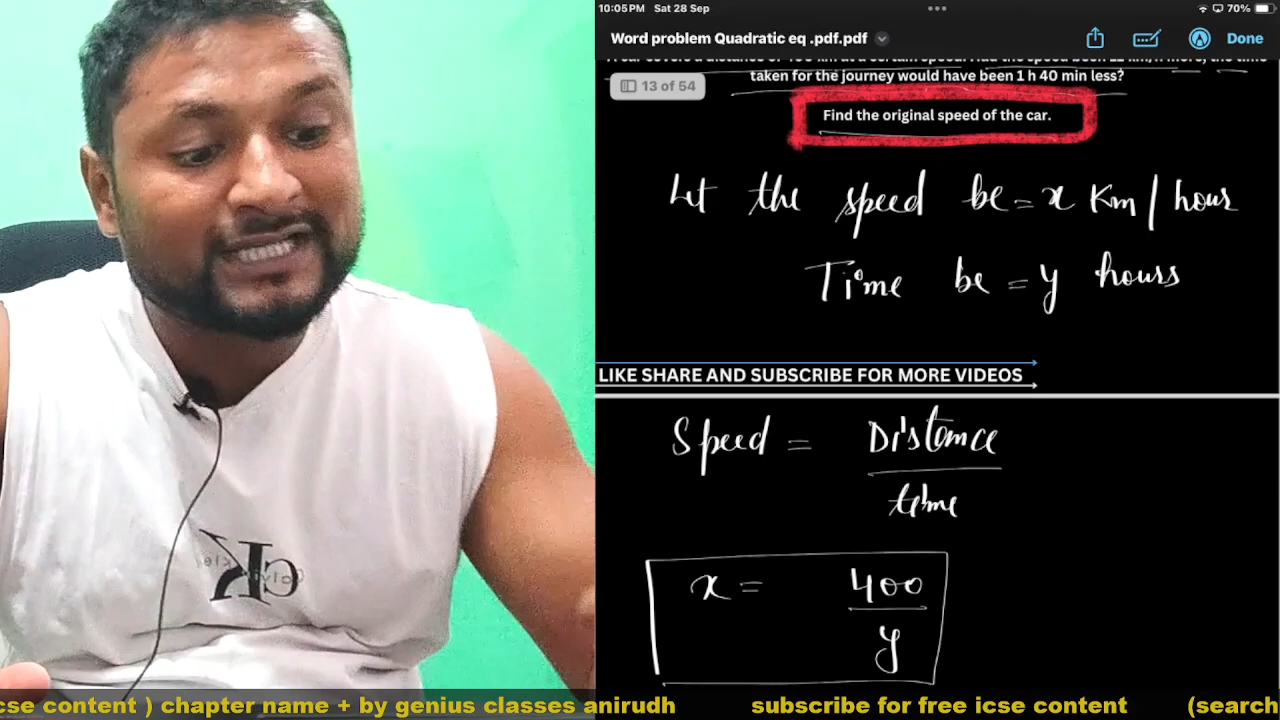 10:05 PM Sat 28 Sep
70%
Word problem Quadratic eq .pdf.pdf
Done
taken for the journey would have been 1 h 40 min less?
13 of 54
Find the original speed of the car.
Let the speed be = x Km / hour
Time be = y hours
LIKE SHARE AND SUBSCRIBE FOR MORE VIDEOS
Speed = Distance
time
x = 400
y
CK
cse content ) chapter name + by genius classes anirudh subscribe for free icse content (search